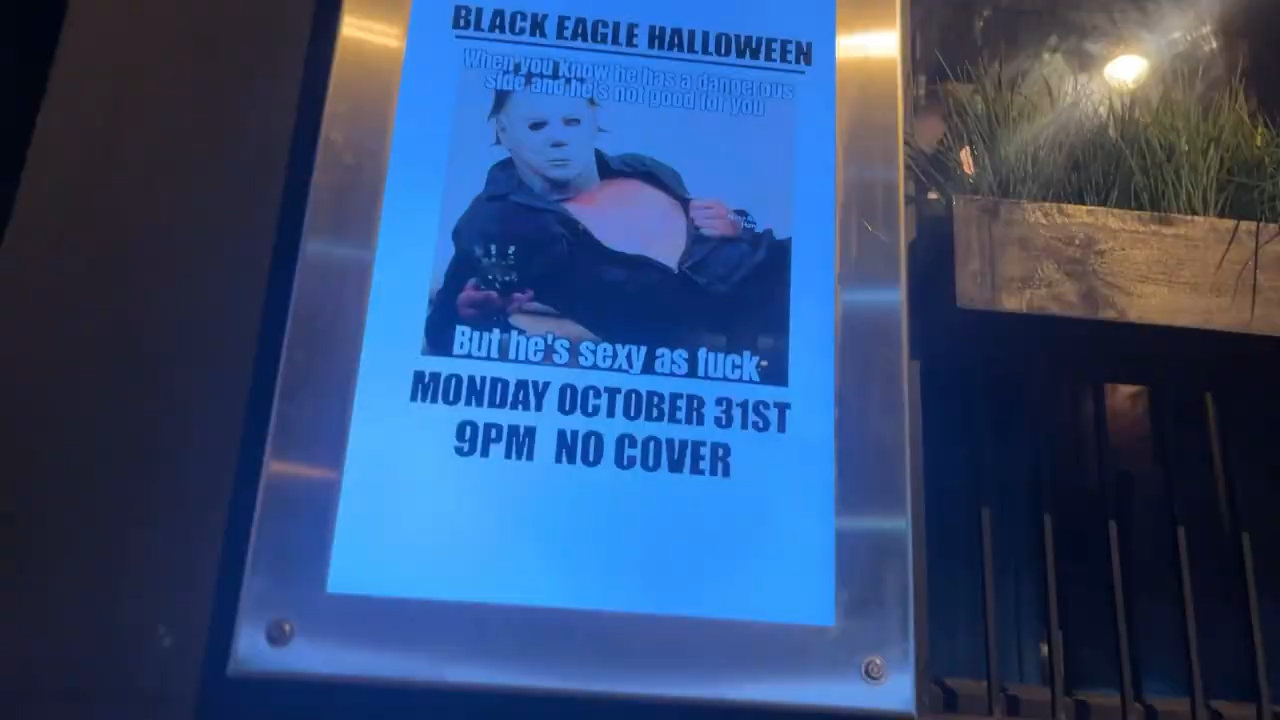 BLACK EAGLE HALLOWEEN
When you know he has a dangerous
side and he's not good for you
But he's sexy as fuck
MONDAY OCTOBER 31ST
9PM NO COVER